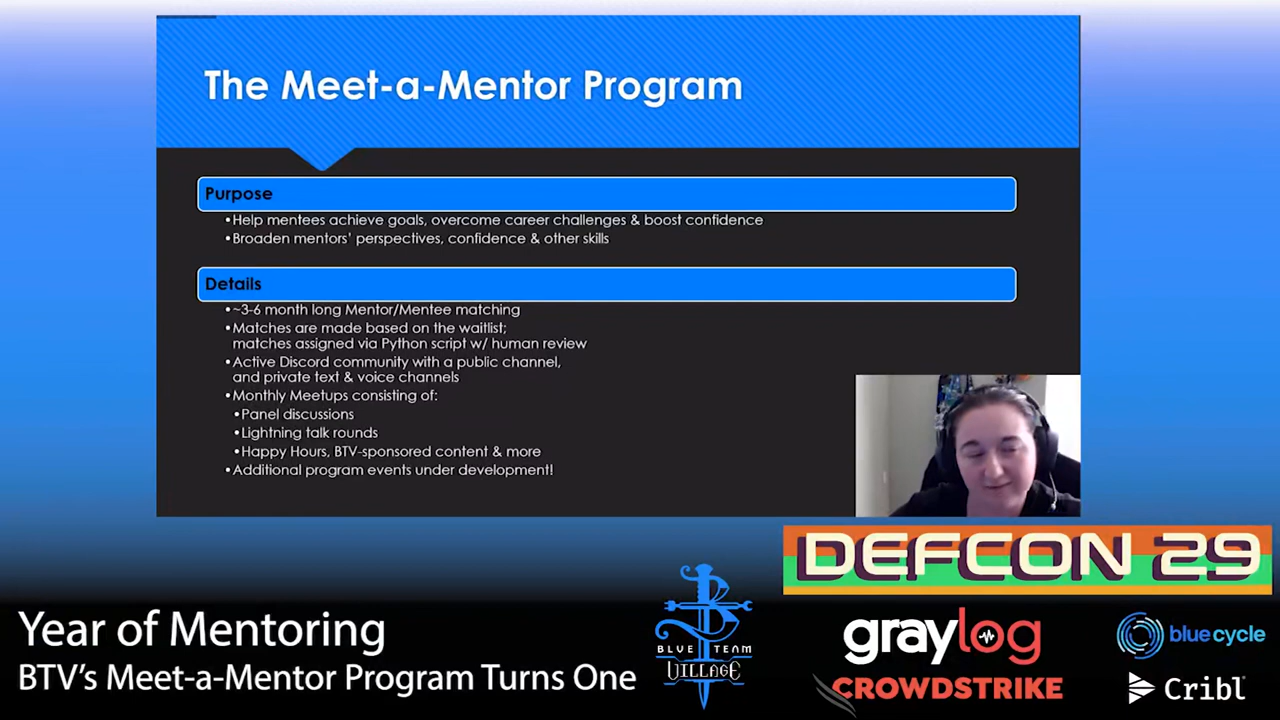 The Meet-a-Mentor Program
Purpose
•Help mentees achieve goals, overcome career challenges & boost confidence
•Broaden mentors' perspectives, confidence & other skills
Details
•~3-6 month long Mentor/Mentee matching
•Matches are made based on the waitlist;
matches assigned via Python script w/ human review
•Active Discord community with a public channel,
and private text & voice channels
•Monthly Meetups consisting of:
•Panel discussions
•Lightning talk rounds
•Happy Hours, BTV-sponsored content & more
•Additional program events under development!
DEFCON 29
Year of Mentoring
BTV's Meet-a-Mentor Program Turns One
BLUE TEAM
VILLAGE
graylog
CROWDSTRIKE
bluecycle
Cribl